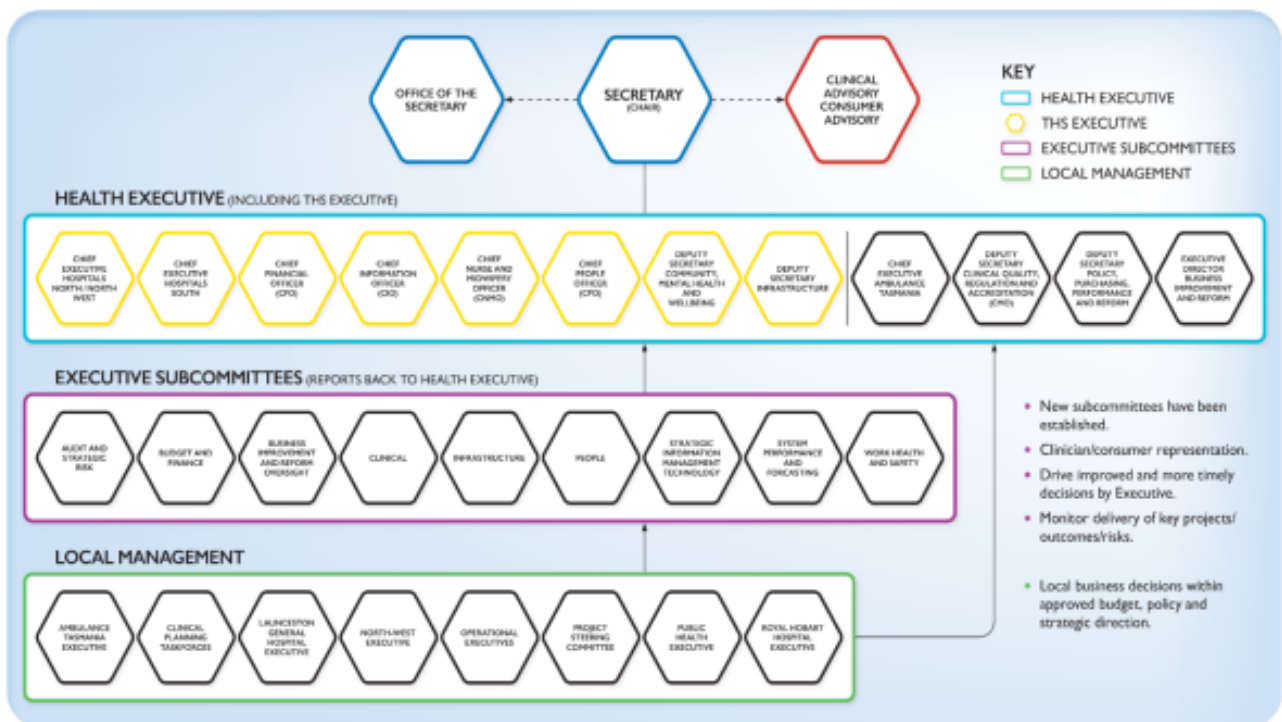 OFFICE OF THE
SECRETARY
SECRETARY
(CHAIR)
CLINICAL
ADVISORY
CONSUMER
ADVISORY
KEY
HEALTH EXECUTIVE
THS EXECUTIVE
EXECUTIVE SUBCOMMITTEES
LOCAL MANAGEMENT
HEALTH EXECUTIVE (INCLUDING THS EXECUTIVE)
CHIEF
EXECUTIVE
HOSPITALS
NORTH/NORTH
WEST
CHIEF
EXECUTIVE
HOSPITALS
SOUTH
CHIEF
FINANCIAL
OFFICER
(CFO)
CHIEF
INFORMATION
OFFICER
(CIO)
CHIEF
NURSE AND
MIDWIFERY
OFFICER
(CNMO)
CHIEF
PEOPLE
OFFICER
(CPO)
DEPUTY
SECRETARY
COMMUNITY,
MENTAL HEALTH
AND
WELLBEING
DEPUTY
SECRETARY
INFRASTRUCTURE
CHIEF
EXECUTIVE
AMBULANCE
TASMANIA
DEPUTY
SECRETARY
CLINICAL QUALITY,
REGULATION AND
ACCREDITATION
(CMO)
DEPUTY
SECRETARY
POLICY,
PURCHASING,
PERFORMANCE
AND REFORM
EXECUTIVE
DIRECTOR
BUSINESS
IMPROVEMENT
AND REFORM
EXECUTIVE SUBCOMMITTEES (REPORTS BACK TO HEALTH EXECUTIVE)
AUDIT AND
STRATEGIC
RISK
BUDGET AND
FINANCE
BUSINESS
IMPROVEMENT
AND REFORM
OVERSIGHT
CLINICAL
INFRASTRUCTURE
PEOPLE
STRATEGIC
INFORMATION
MANAGEMENT
TECHNOLOGY
SYSTEM
PERFORMANCE
AND
FORCASTING
WORK HEALTH
AND SAFETY
• New subcommittees have been
established.
• Clinician/consumer representation.
• Drive improved and more timely
decisions by Executive.
• Monitor delivery of key projects/
outcomes/risks.
LOCAL MANAGEMENT
AMBULANCE
TASMANIA
EXECUTIVE
CLINICAL
PLANNING
TASKFORCES
LAUNCESTON
GENERAL
HOSPITAL
EXECUTIVE
NORTH-WEST
EXECUTIVE
OPERATIONAL
EXECUTIVES
PROJECT
STEERING
COMMITTEE
PUBLIC
HEALTH
EXECUTIVE
ROYAL HOBART
HOSPITAL
EXECUTIVE
• Local business decisions within
approved budget, policy and
strategic direction.